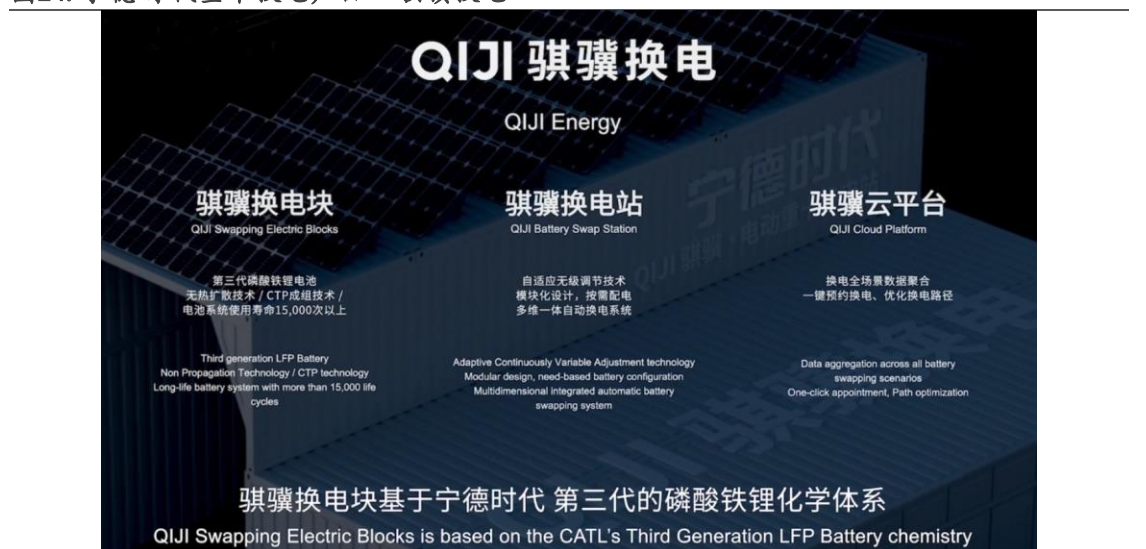 QIJI 骐骥换电
QIJI Energy
宁德时代
骐骥换电块
QIJI Swapping Electric Blocks
第三代磷酸铁锂电池
无热扩散技术 / CTP成组技术 /
电池系统使用寿命15,000次以上
Third generation LFP Battery
Non Propagation Technology / CTP technology
Long-life battery system with more than 15,000 life
cycles
骐骥换电站
QIJI Battery Swap Station
自适应无级调节技术
模块化设计，按需配电
多维一体自动换电系统
Adaptive Continuously Variable Adjustment technology
Modular design, need-based battery configuration
Multidimensional integrated automatic battery
swapping system
骐骥云平台
QIJI Cloud Platform
换电全场景数据聚合
一键预约换电、优化换电路径
Data aggregation across all battery
swapping scenarios
One-click appointment, Path optimization
QIJI 骐骥换电
骐骥换电块基于宁德时代 第三代的磷酸铁锂化学体系
QIJI Swapping Electric Blocks is based on the CATL's Third Generation LFP Battery chemistry